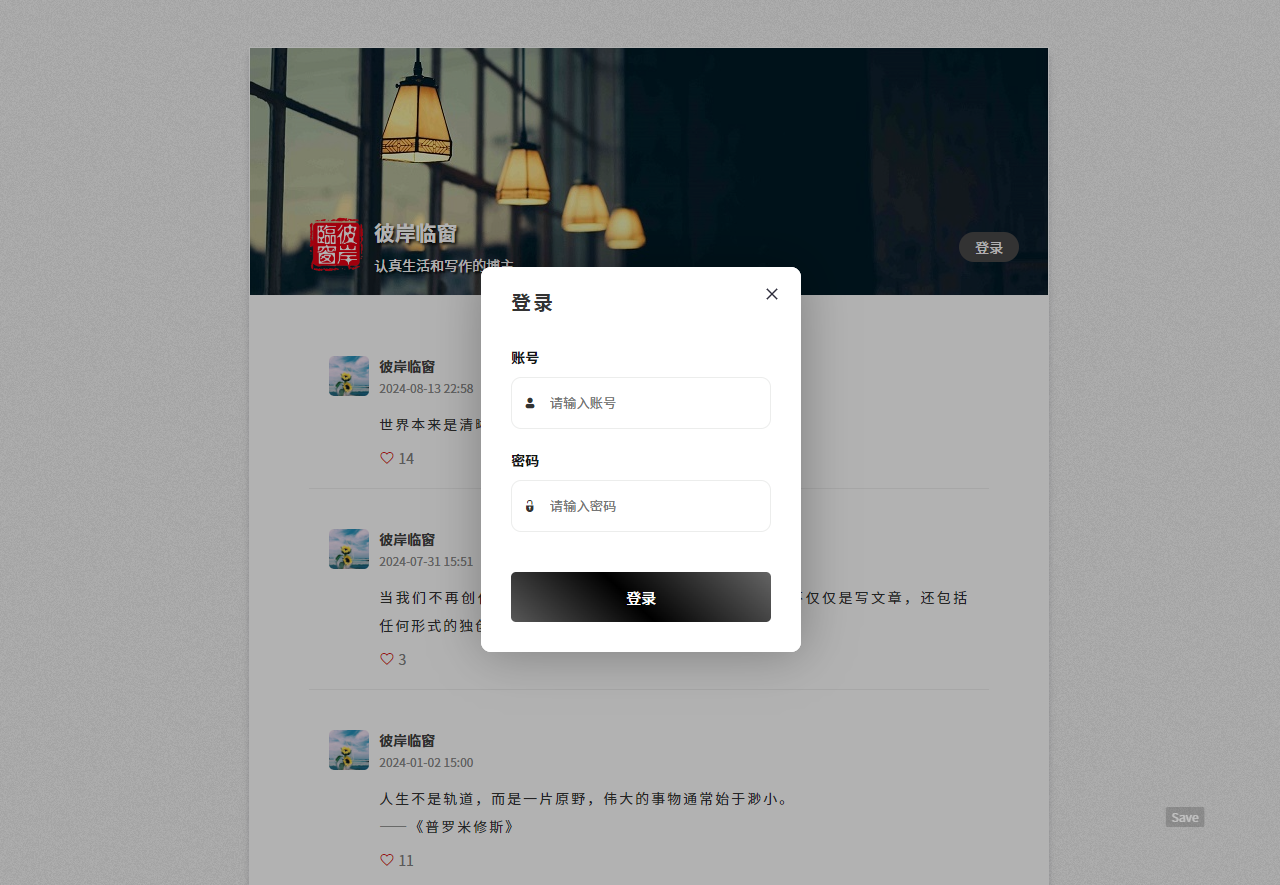 臨彼
窗岸
彼岸临窗
认真生活和写作的博主
登录
登录
账号
请输入账号
密码
请输入密码
登录
彼岸临窗
2024-08-13 22:58
世界本来是清
14
彼岸临窗
2024-07-31 15:51
当我们不再创
仅仅是写文章，还包括
任何形式的独
3
彼岸临窗
2024-01-02 15:00
人生不是轨道，而是一片原野，伟大的事物通常始于渺小。
——《普罗米修斯》
11
Save